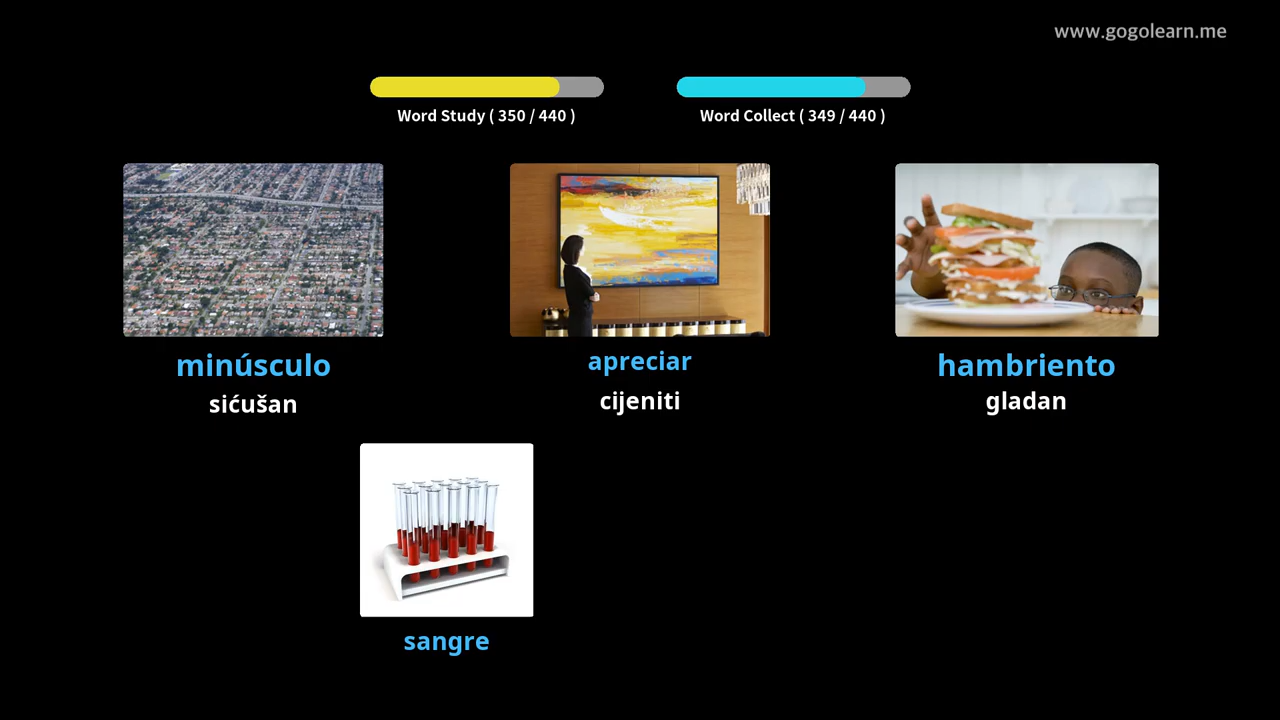 www.gogolearn.me
Word Study ( 350 / 440 )
Word Collect ( 349 / 440 )
minúsculo
sićušan
apreciar
cijeniti
hambriento
gladan
sangre